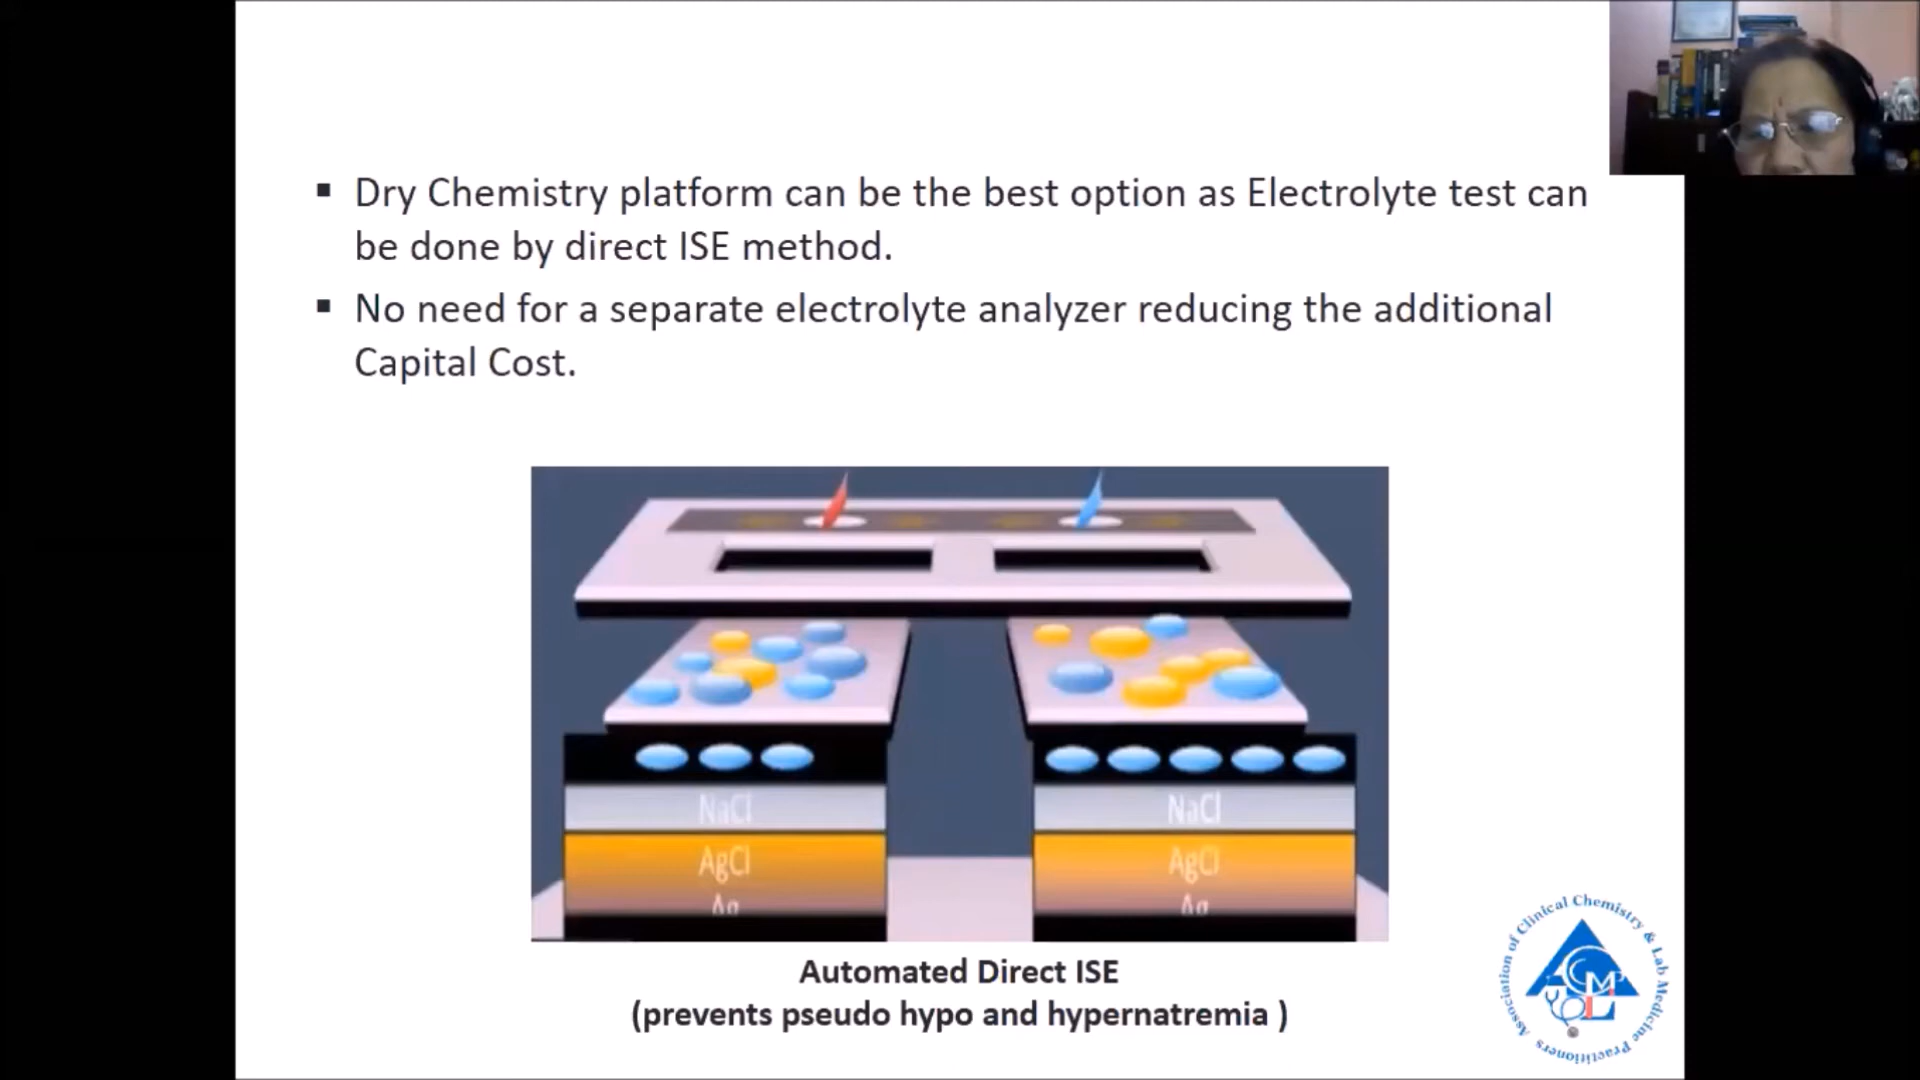 ▪ Dry Chemistry platform can be the best option as Electrolyte test can
be done by direct ISE method.
▪ No need for a separate electrolyte analyzer reducing the additional
Capital Cost.
NaCl
NaCl
AgCl
AgCl
Ag
Ag
Automated Direct ISE
(prevents pseudo hypo and hypernatremia )
Association of Clinical Chemistry & Lab Medicine Practitioners